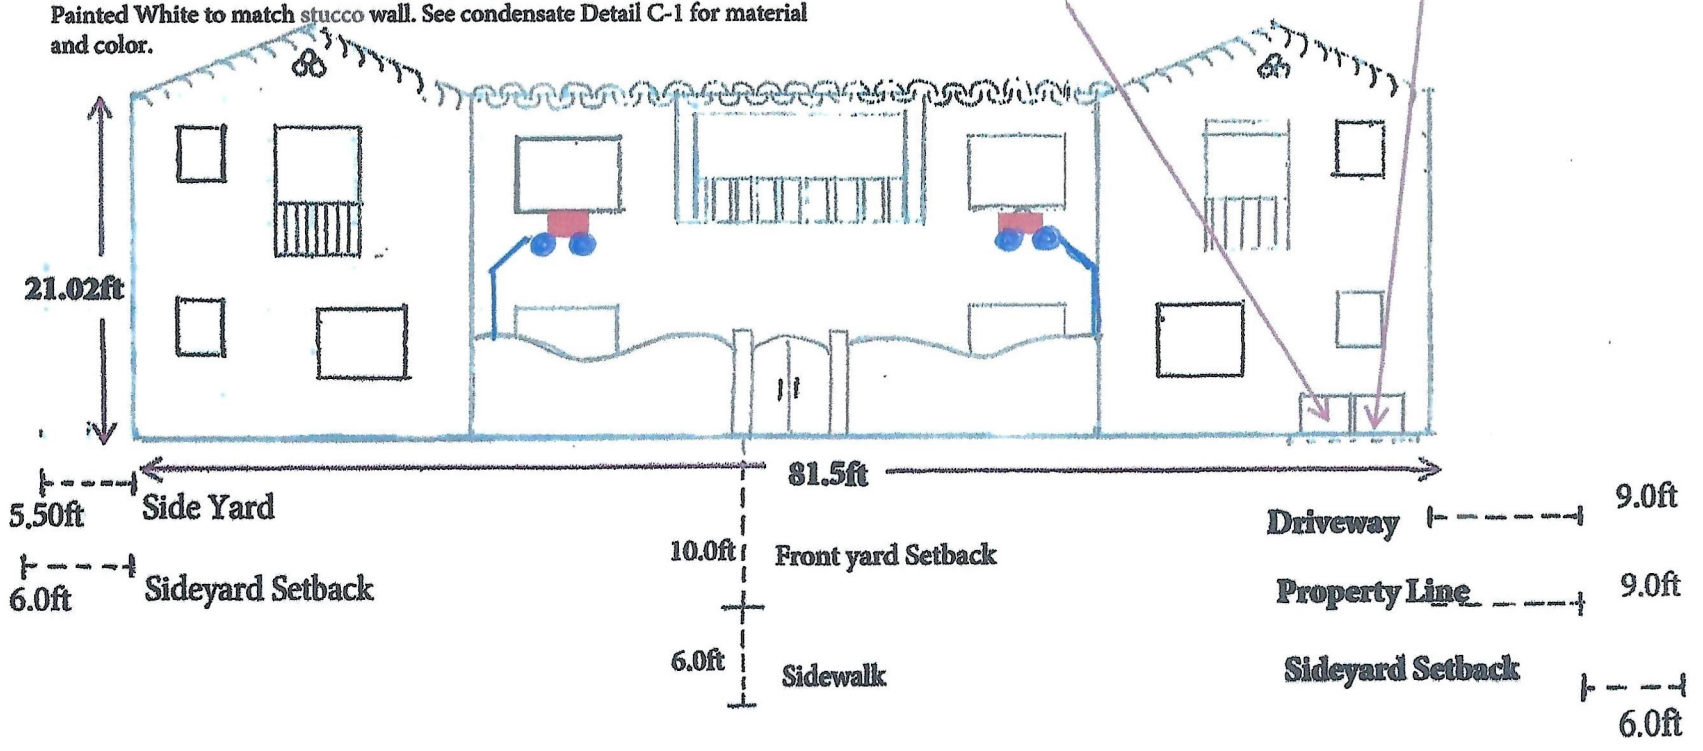 Painted White to match stucco wall. See condensate Detail C-1 for material
and color.
21.02ft
81.5ft
5.50ft
Side Yard
6.0ft
Sideyard Setback
10.0ft
Front yard Setback
6.0ft
Sidewalk
Driveway
9.0ft
Property Line
9.0ft
Sideyard Setback
6.0ft